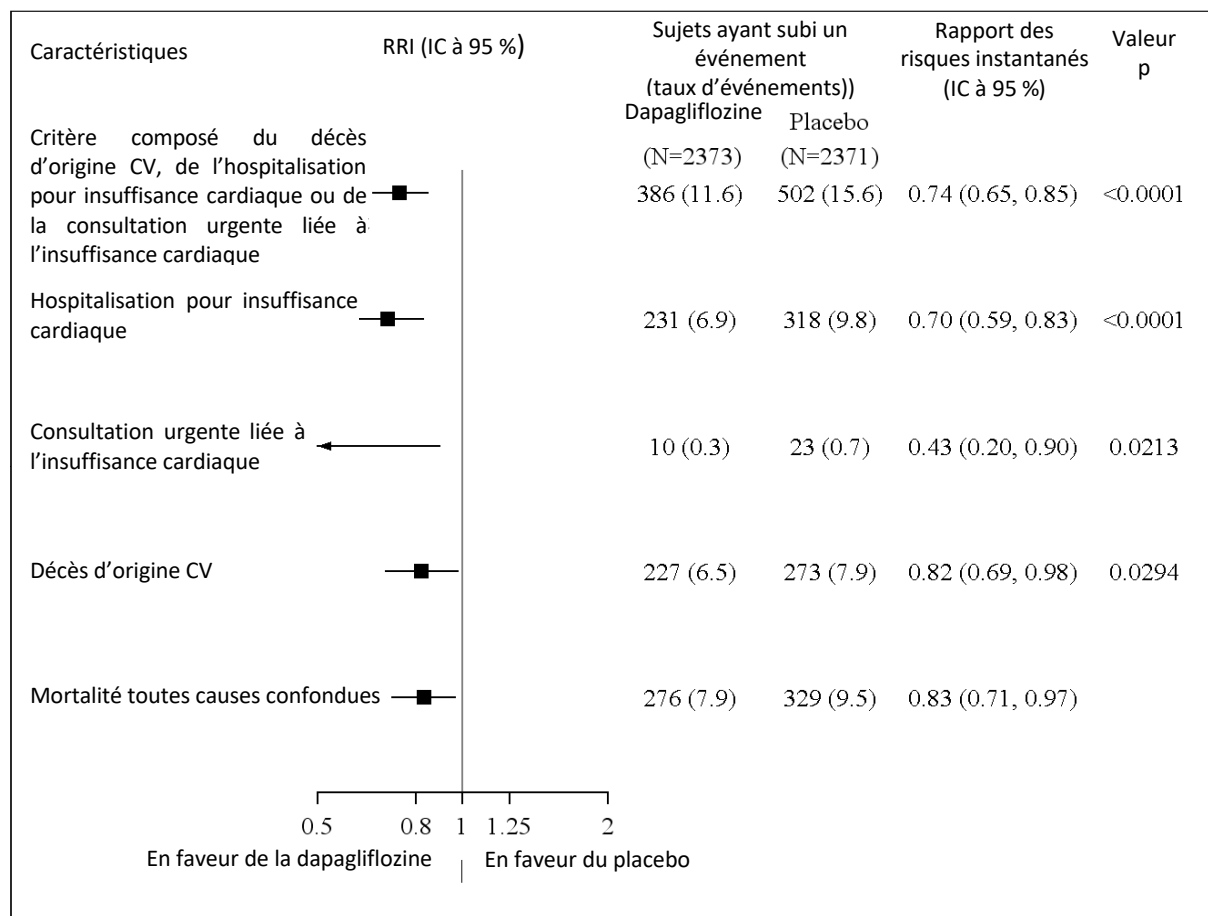 Caractéristiques
RRI (IC à 95 %)
Sujets ayant subi un
événement
(taux d’événements))
Rapport des
risques instantanés
(IC à 95 %)
Valeur
p
Dapagliflozine
Placebo
(N=2373)
(N=2371)
Critère composé du décès
d’origine CV, de l’hospitalisation
pour insuffisance cardiaque ou de
la consultation urgente liée à
l’insuffisance cardiaque
386 (11.6)
502 (15.6)
0.74 (0.65, 0.85)
<0.0001
Hospitalisation pour insuffisance
cardiaque
231 (6.9)
318 (9.8)
0.70 (0.59, 0.83)
<0.0001
Consultation urgente liée à
l’insuffisance cardiaque
10 (0.3)
23 (0.7)
0.43 (0.20, 0.90)
0.0213
Décès d’origine CV
227 (6.5)
273 (7.9)
0.82 (0.69, 0.98)
0.0294
Mortalité toutes causes confondues
276 (7.9)
329 (9.5)
0.83 (0.71, 0.97)
0.5 0.8 1 1.25 2
En faveur de la dapagliflozine
En faveur du placebo